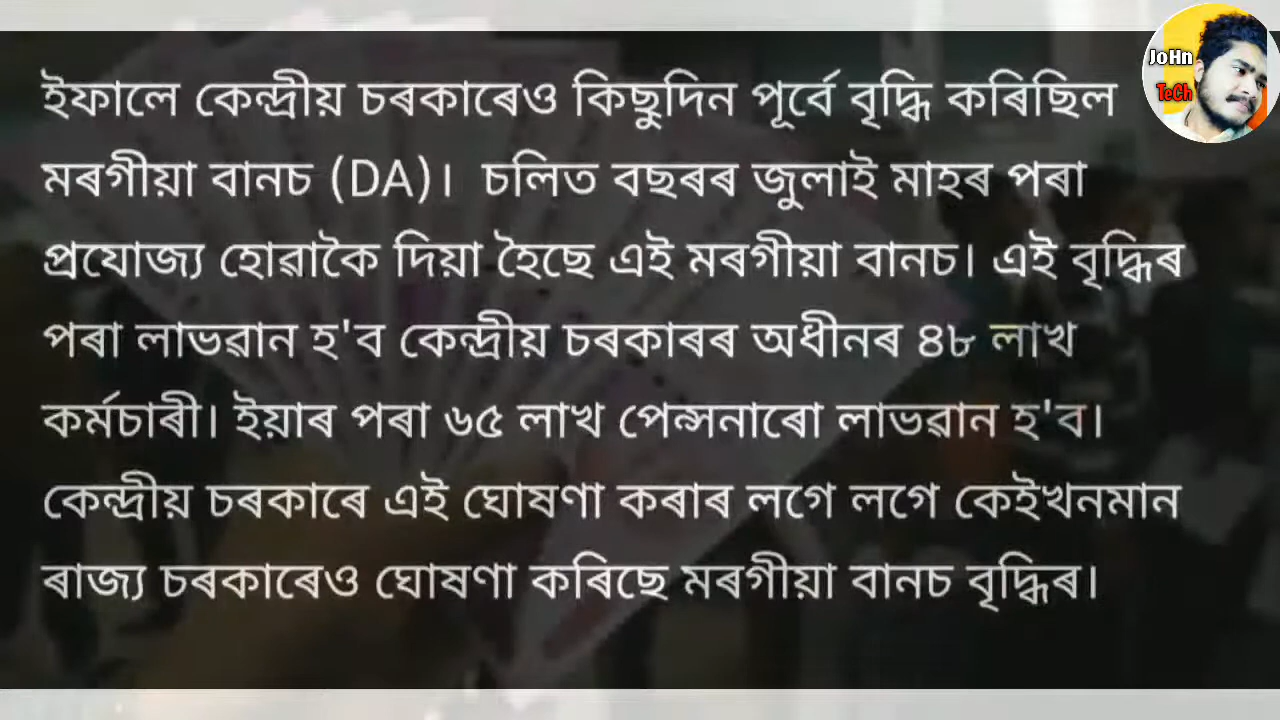 ইফালে কেন্দ্ৰীয় চৰকাৰেও কিছুদিন পূৰ্বে বৃদ্ধি কৰিছিল
মৰগীয়া বানচ (DA)। চলিত বছৰৰ জুলাই মাহৰ পৰা
প্ৰযোজ্য হোৱাকৈ দিয়া হৈছে এই মৰগীয়া বানচ। এই বৃদ্ধিৰ
পৰা লাভৱান হ'ব কেন্দ্ৰীয় চৰকাৰৰ অধীনৰ ৪৮ লাখ
কৰ্মচাৰী। ইয়াৰ পৰা ৬৫ লাখ পেন্সনাৰো লাভৱান হ'ব।
কেন্দ্ৰীয় চৰকাৰে এই ঘোষণা কৰাৰ লগে লগে কেইখনমান
ৰাজ্য চৰকাৰেও ঘোষণা কৰিছে মৰগীয়া বানচ বৃদ্ধিৰ।
JoHn
TeCh